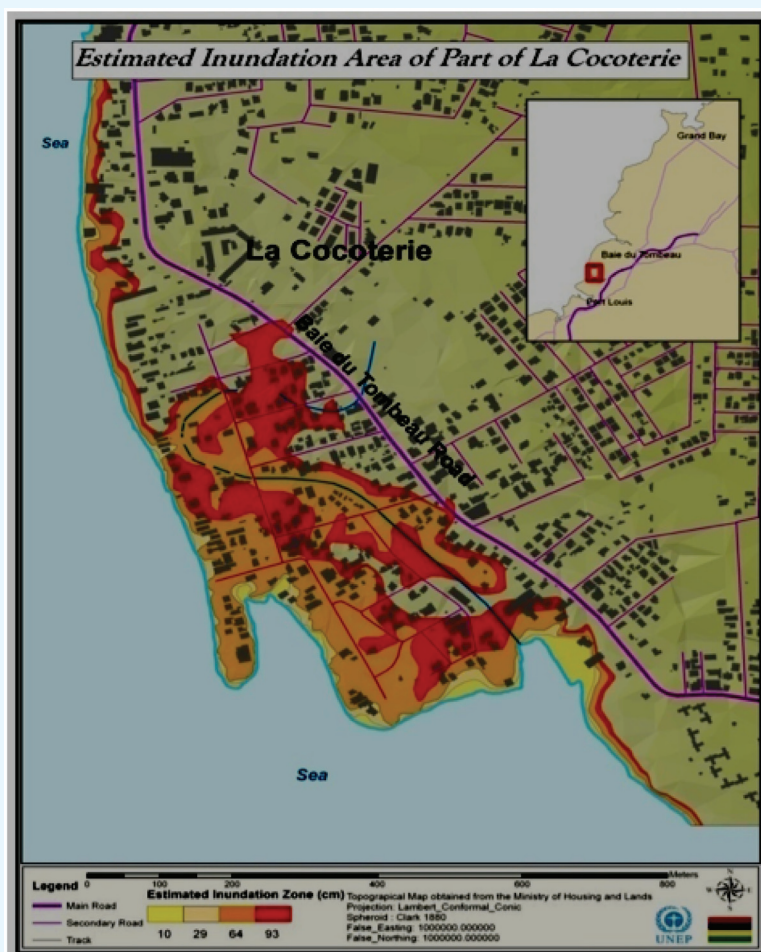 Estimated Inundation Area of Part of La Cocoterie
Sea
Grand Bay
Baie du Tombeau
Port Louis
La Cocoterie
Baie du Tombeau Road
Sea
Legend
Main Road
Secondary Road
Track
0 100 200 400 600 800
Meters
Estimated Inundation Zone (cm)
10 29 64 93
Topograpical Map obtained from the Ministry of Housing and Lands
Projection: Lambert_Conformal_Conic
Spheroid : Clark 1880
False_Easting: 1000000.000000
False_Northing: 1000000.000000
N
W
E
S
UNEP